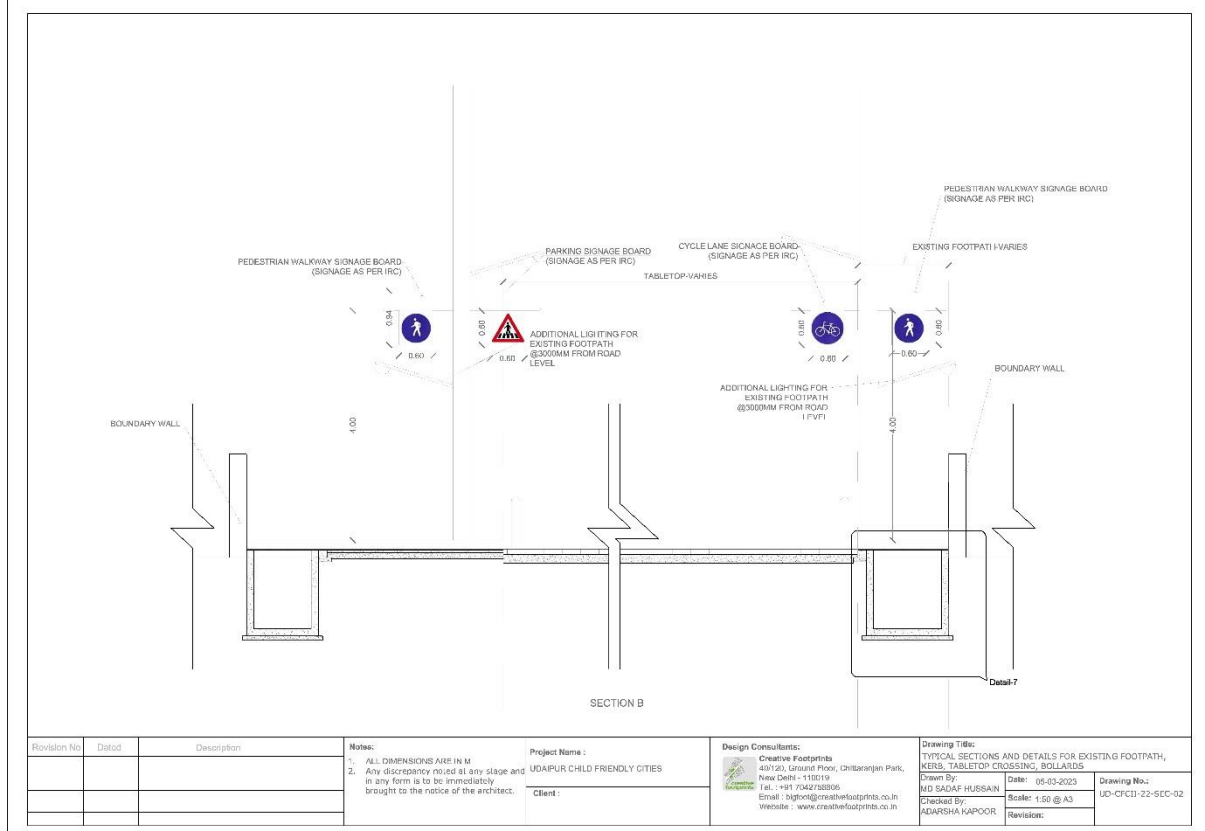 PEDESTRIAN WALKWAY SIGNAGE BOARD
(SIGNAGE AS PER IRC)
PEDESTRIAN WALKWAY SIGNAGE BOARD
(SIGNAGE AS PER IRC)
PARKING SIGNAGE BOARD
(SIGNAGE AS PER IRC)
CYCLE LANE SIGNAGE BOARD
(SIGNAGE AS PER IRC)
EXISTING FOOTPATH-VARIES
TABLETOP-VARIES
0.94
0.60
0.60
0.60
ADDITIONAL LIGHTING FOR
EXISTING FOOTPATH
@3000MM FROM ROAD
LEVEL
0.60
0.60
0.60
0.60
ADDITIONAL LIGHTING FOR
EXISTING FOOTPATH
@3000MM FROM ROAD
LEVEL
BOUNDARY WALL
BOUNDARY WALL
4.00
4.00
Detail-7
SECTION B
Revision No
Dated
Description
Notes:
1. ALL DIMENSIONS ARE IN M
2. Any discrepancy noted at any stage and
in any form is to be immediately
brought to the notice of the architect.
Project Name :
UDAIPUR CHILD FRIENDLY CITIES
Client :
Design Consultants:
creative
footprints
Creative Footprints
40/120, Ground Floor, Chittaranjan Park,
New Delhi - 110019
Tel. : +91 7042758806
Email : bigfoot@creativefootprints.co.in
Website : www.creativefootprints.co.in
Drawing Title:
TYPICAL SECTIONS AND DETAILS FOR EXISTING FOOTPATH,
KERB, TABLETOP CROSSING, BOLLARDS
Drawn By:
MD SADAF HUSSAIN
Checked By:
ADARSHA KAPOOR
Date: 05-03-2023
Scale: 1:50 @ A3
Revision:
Drawing No.:
UD-CFCII-22-SEC-02